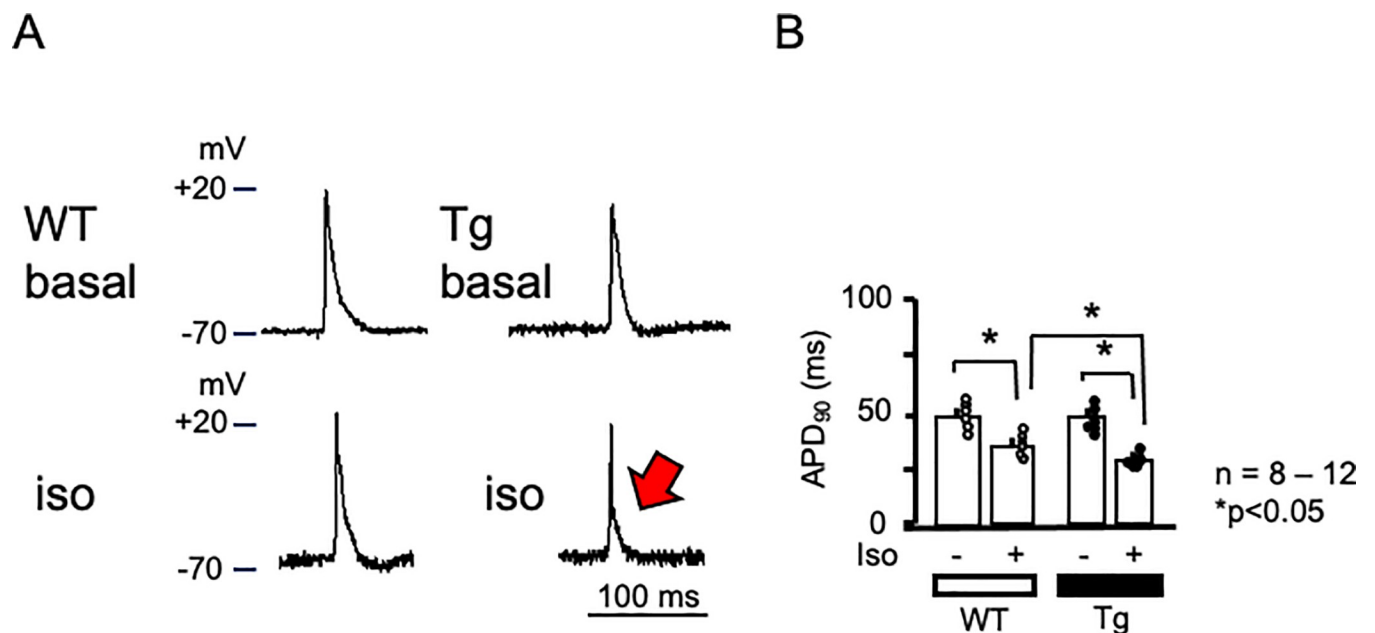 A
B
mV
+20
WT
basal
-70
Tg
basal
mV
+20
iso
-70
iso
100 ms
100
50
0
APD90 (ms)
*
*
*
Iso - + - +
WT
Tg
n = 8 – 12
*p<0.05